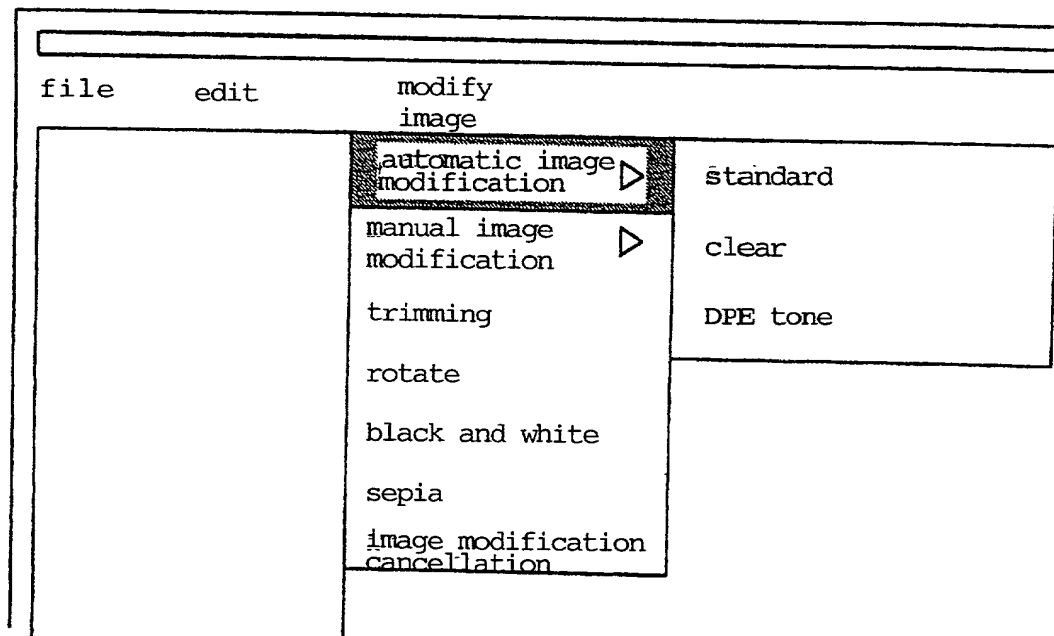 file
edit
modify
image
automatic image
modification
manual image
modification
trimming
rotate
black and white
sepia
image modification
cancellation
standard
clear
DPE tone